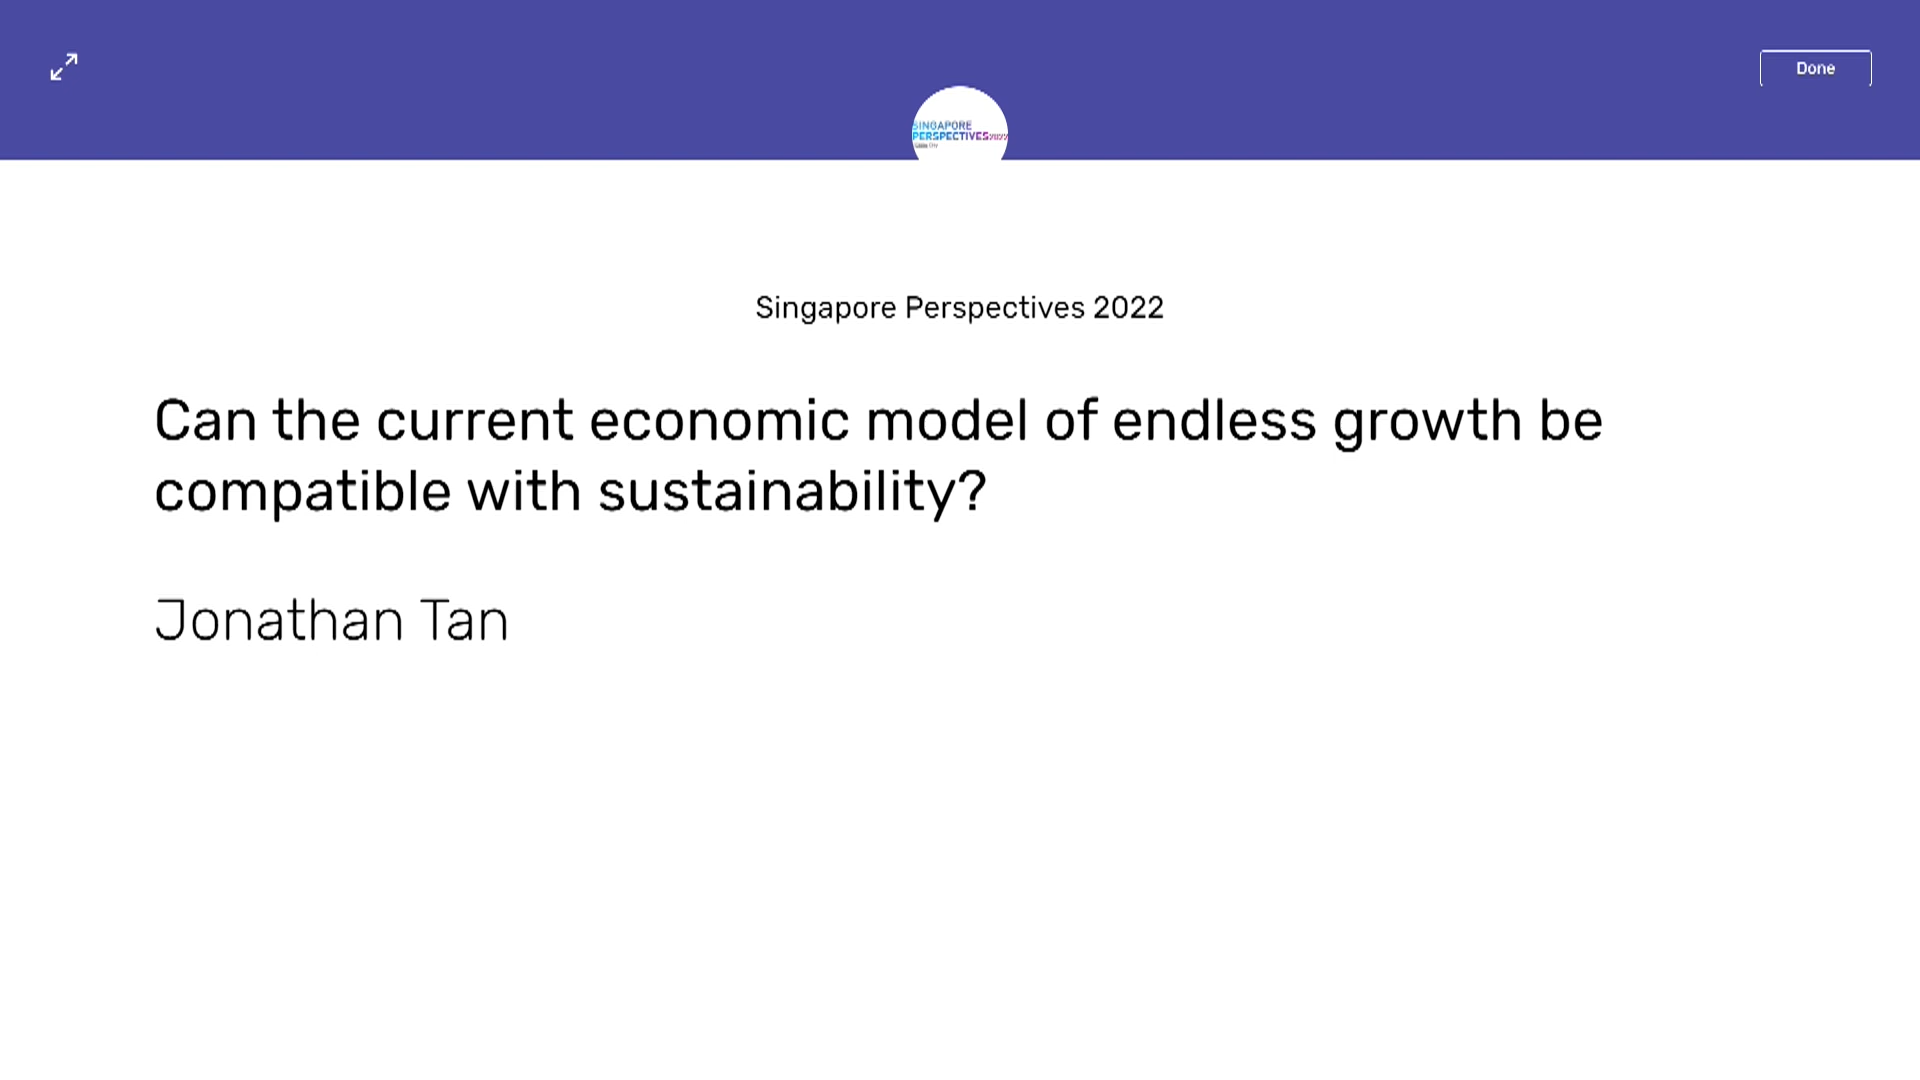 Done
SINGAPORE
PERSPECTIVES2022
Singapore Perspectives 2022
Can the current economic model of endless growth be
compatible with sustainability?
Jonathan Tan